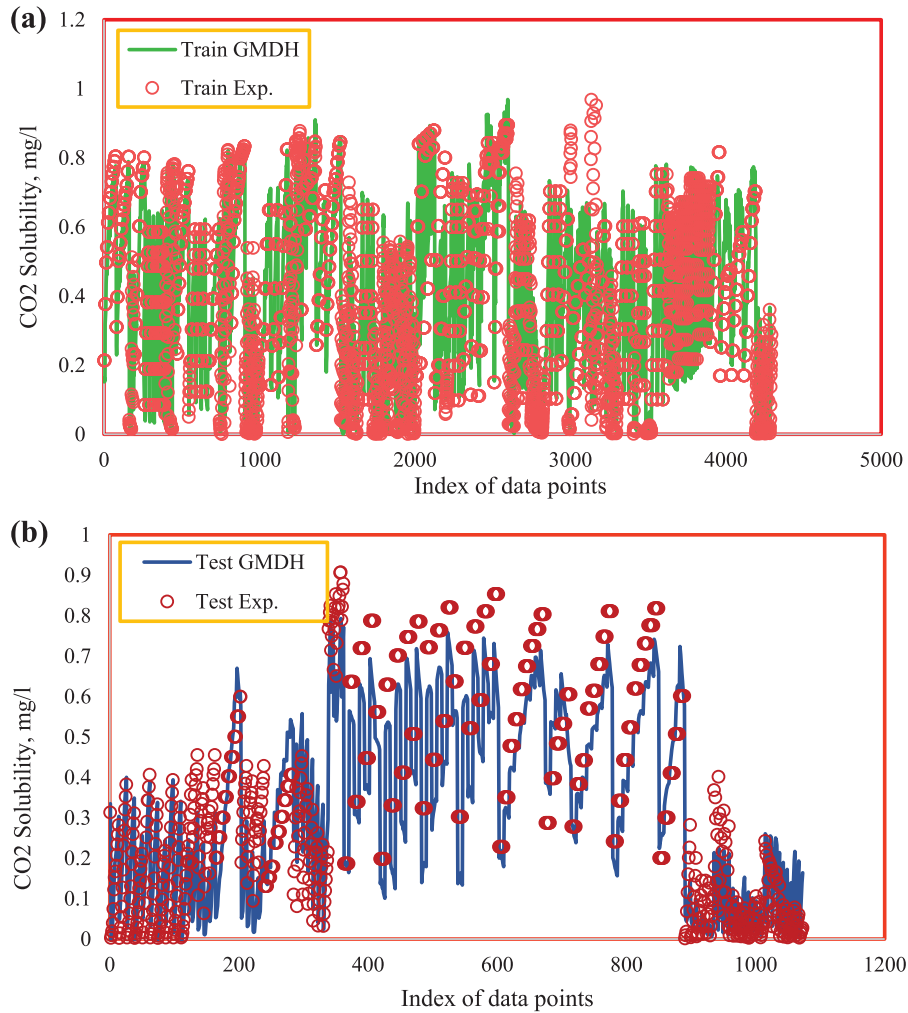 (a)
1.2
1
0.8
0.6
0.4
0.2
0
CO2 Solubility, mg/l
Train GMDH
Train Exp.
0 1000 2000 3000 4000 5000
Index of data points
(b)
1
0.9
0.8
0.7
0.6
0.5
0.4
0.3
0.2
0.1
0
CO2 Solubility, mg/l
Test GMDH
Test Exp.
0 200 400 600 800 1000 1200
Index of data points